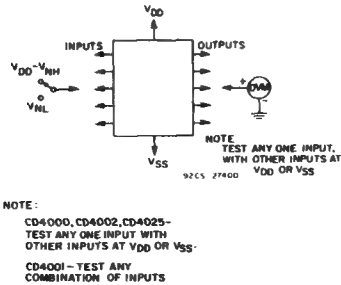 VDD
INPUTS
OUTPUTS
VDD-VNH
VNL
+
DVM
-
VSS
NOTE
TEST ANY ONE INPUT,
WITH OTHER INPUTS AT
VDD OR VSS
92CS 27400
NOTE:
CD4000, CD4002, CD4025-
TEST ANY ONE INPUT WITH
OTHER INPUTS AT VDD OR VSS.
CD4001-TEST ANY
COMBINATION OF INPUTS